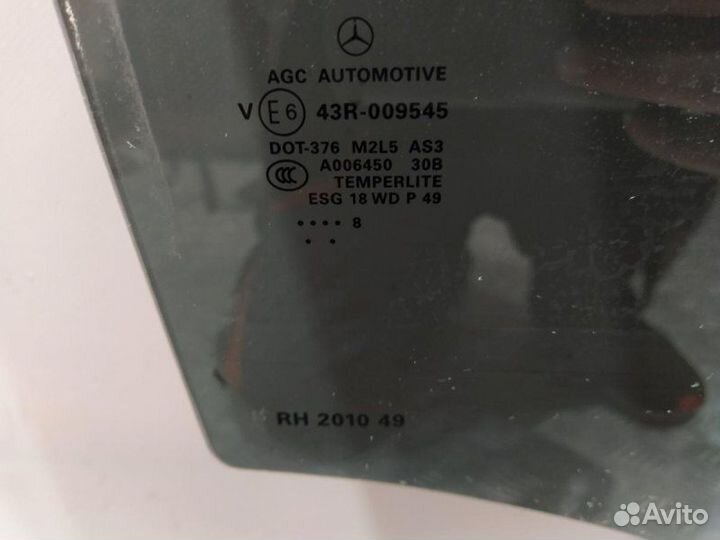 AGC AUTOMOTIVE
V E6 43R-009545
DOT-376 M2L5 AS3
CCC A006450 30B
TEMPERLITE
ESG 18 WD P 49
.... 8
. .
RH 2010 49
Avito